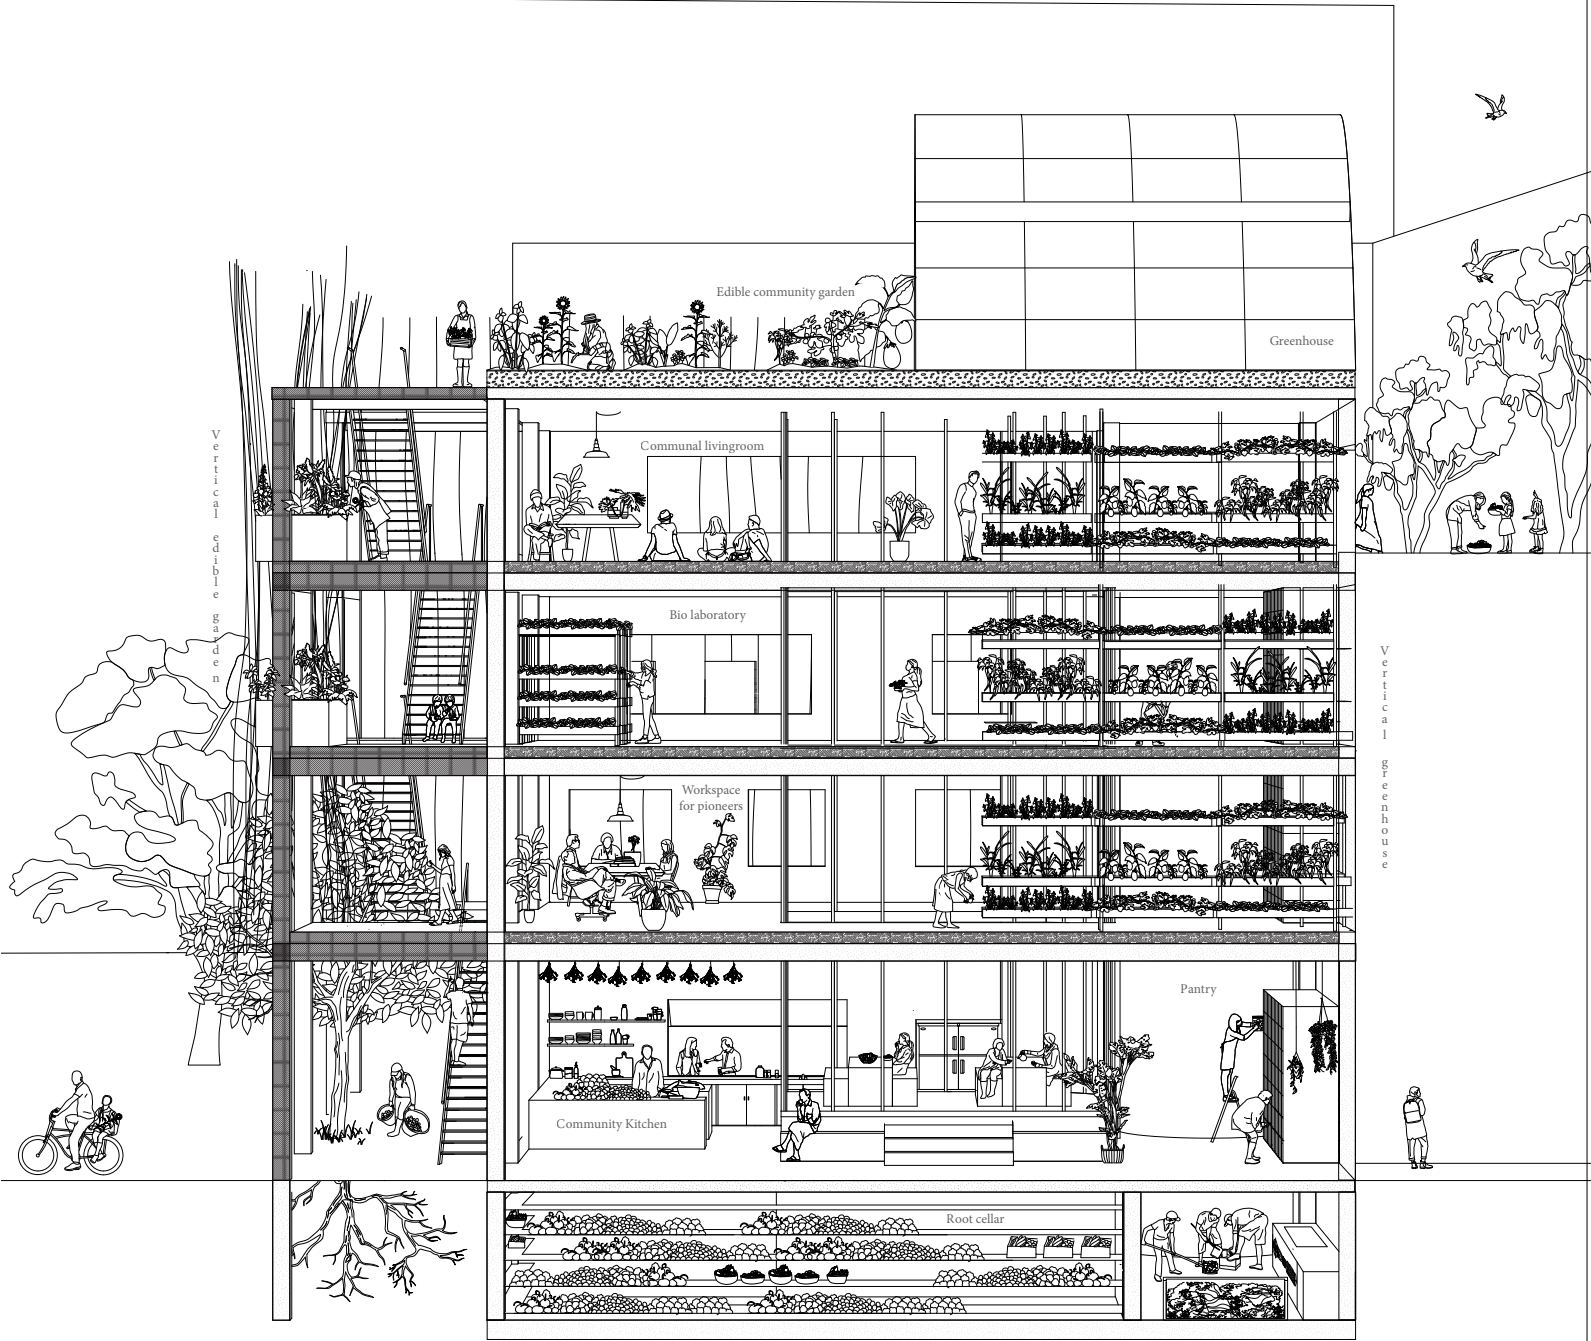 Edible community garden
Greenhouse
Vertical edible garden
Communal livingroom
Bio laboratory
Vertical greenhouse
Workspace
for pioneers
Pantry
Community Kitchen
Root cellar